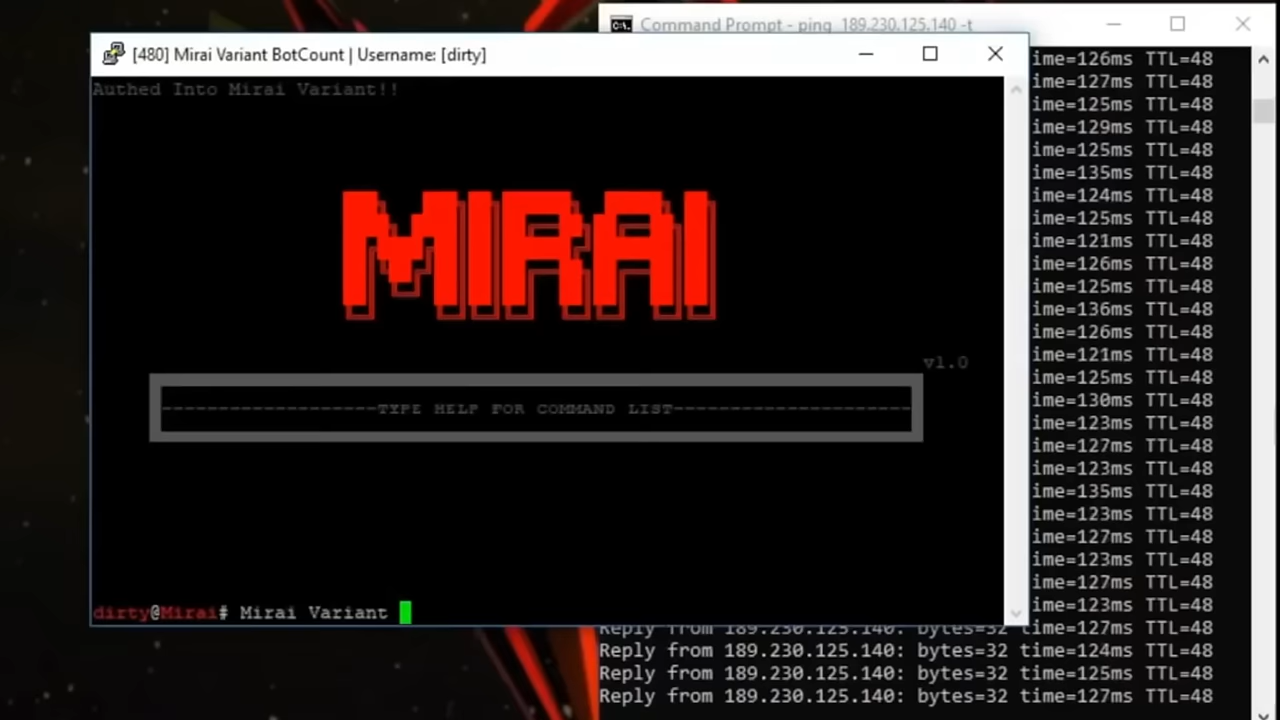 Command Prompt - ping 189.230.125.140 -t
[480] Mirai Variant BotCount | Username: [dirty]
Authed Into Mirai Variant!!
MIRAI
v1.0
-------------------TYPE HELP FOR COMMAND LIST---------------------
dirty@Mirai# Mirai Variant
ime=126ms TTL=48
ime=127ms TTL=48
ime=125ms TTL=48
ime=129ms TTL=48
ime=125ms TTL=48
ime=135ms TTL=48
ime=124ms TTL=48
ime=125ms TTL=48
ime=121ms TTL=48
ime=126ms TTL=48
ime=125ms TTL=48
ime=136ms TTL=48
ime=126ms TTL=48
ime=121ms TTL=48
ime=125ms TTL=48
ime=130ms TTL=48
ime=123ms TTL=48
ime=127ms TTL=48
ime=123ms TTL=48
ime=135ms TTL=48
ime=123ms TTL=48
ime=127ms TTL=48
ime=123ms TTL=48
ime=127ms TTL=48
ime=123ms TTL=48
Reply from 189.230.125.140: bytes=32 time=127ms TTL=48
Reply from 189.230.125.140: bytes=32 time=124ms TTL=48
Reply from 189.230.125.140: bytes=32 time=125ms TTL=48
Reply from 189.230.125.140: bytes=32 time=127ms TTL=48